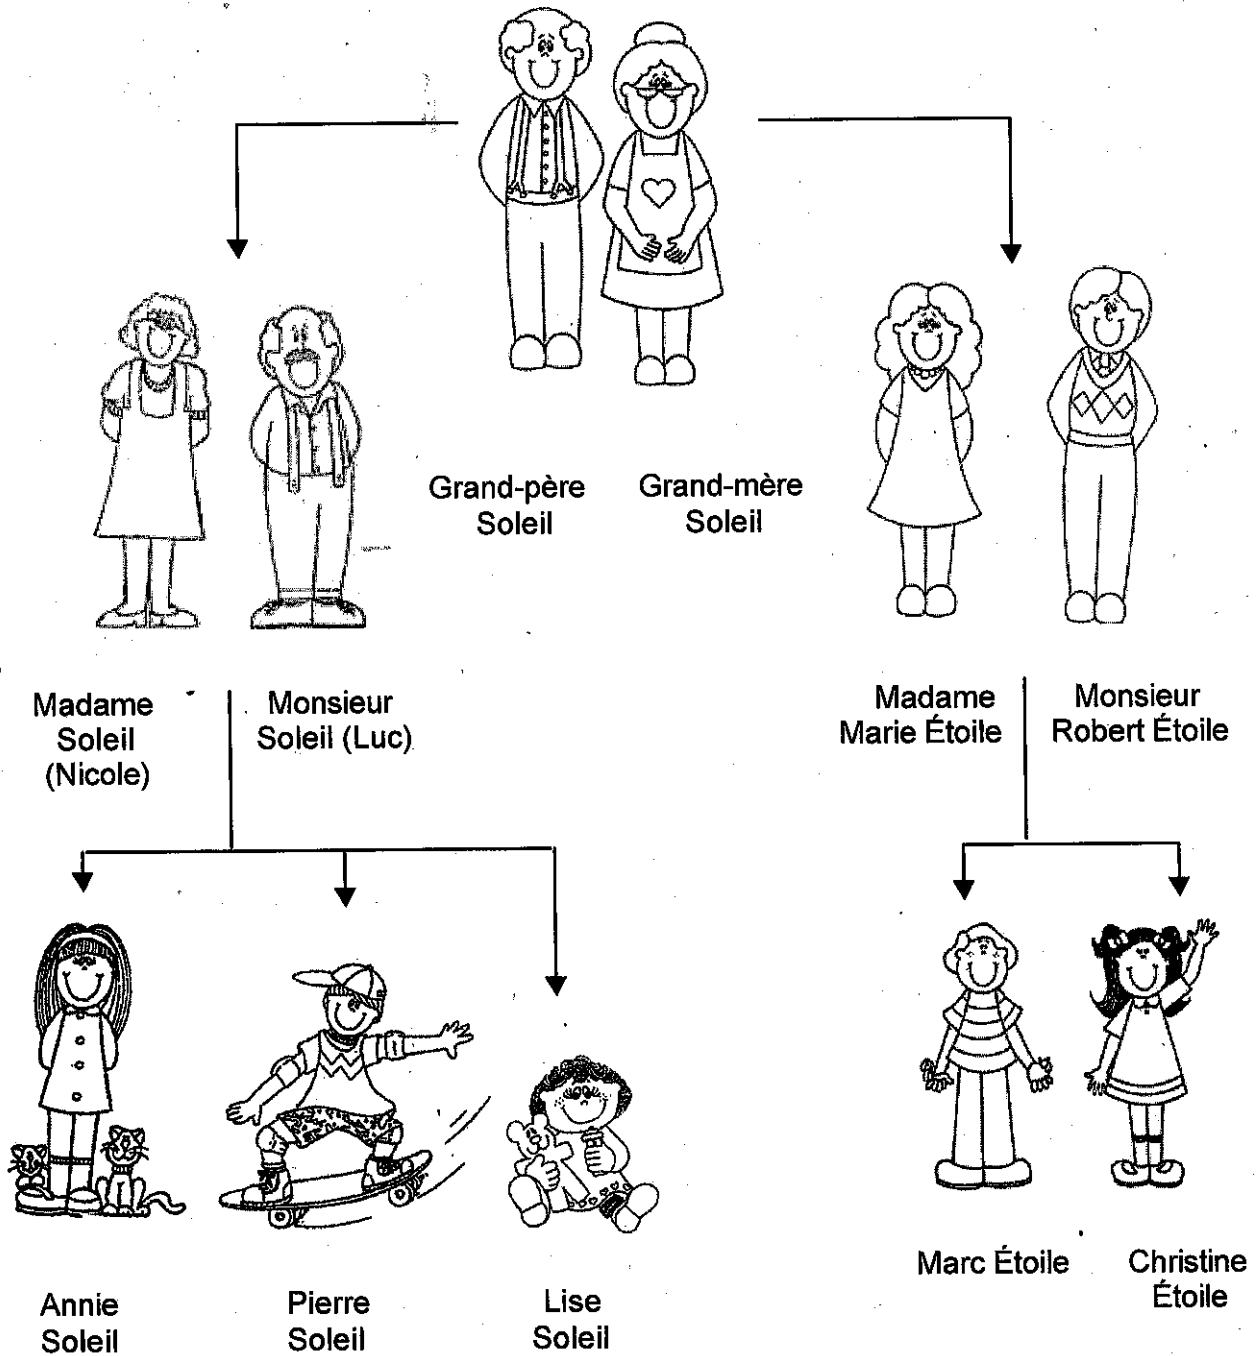 Grand-père
Soleil
Grand-mère
Soleil
Madame
Soleil
(Nicole)
Monsieur
Soleil (Luc)
Madame
Marie Étoile
Monsieur
Robert Étoile
Annie
Soleil
Pierre
Soleil
Lise
Soleil
Marc Étoile
Christine
Étoile